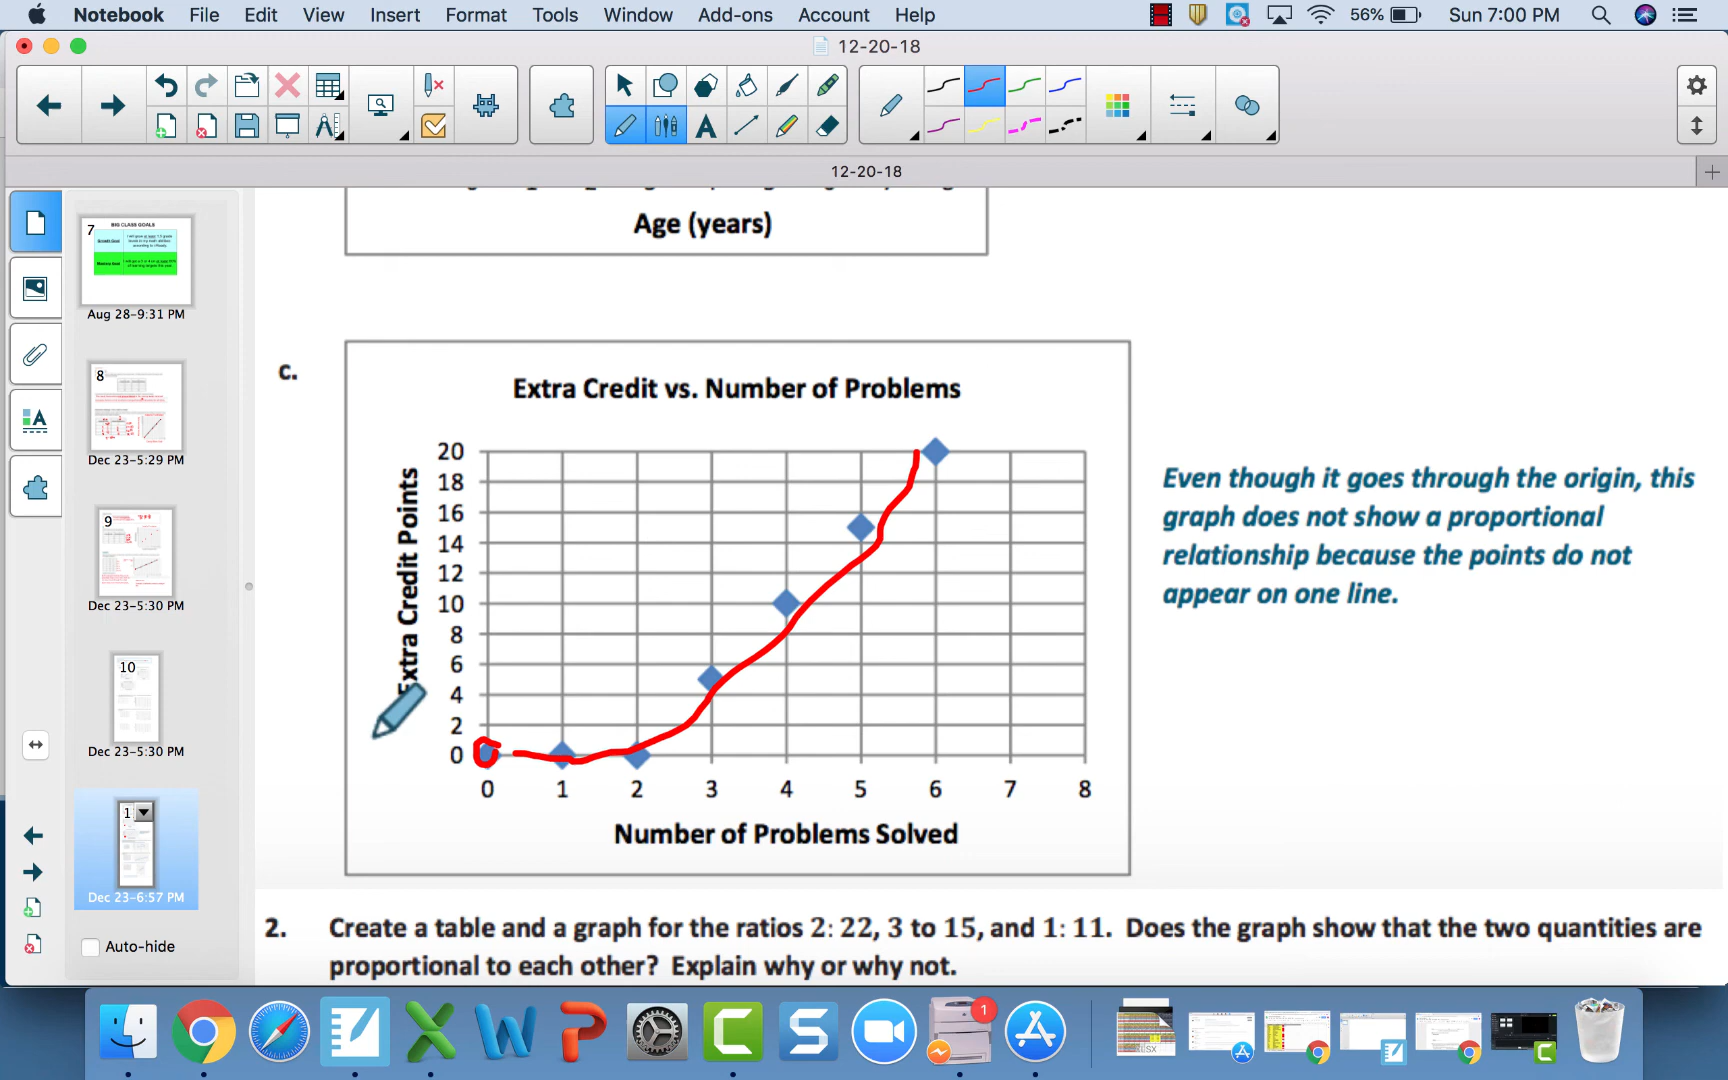 Notebook File Edit View Insert Format Tools Window Add-ons Account Help 56% Sun 7:00 PM
12-20-18
12-20-18
7
BIG CLASS GOALS
Aug 28-9:31 PM
8
Dec 23-5:29 PM
9
Dec 23-5:30 PM
10
Dec 23-5:30 PM
1
Dec 23-6:57 PM
Auto-hide
Age (years)
c.
Extra Credit vs. Number of Problems
Extra Credit Points
20
18
16
14
12
10
8
6
4
2
0
0 1 2 3 4 5 6 7 8
Number of Problems Solved
Even though it goes through the origin, this
graph does not show a proportional
relationship because the points do not
appear on one line.
2. Create a table and a graph for the ratios 2: 22, 3 to 15, and 1: 11. Does the graph show that the two quantities are
proportional to each other? Explain why or why not.
1